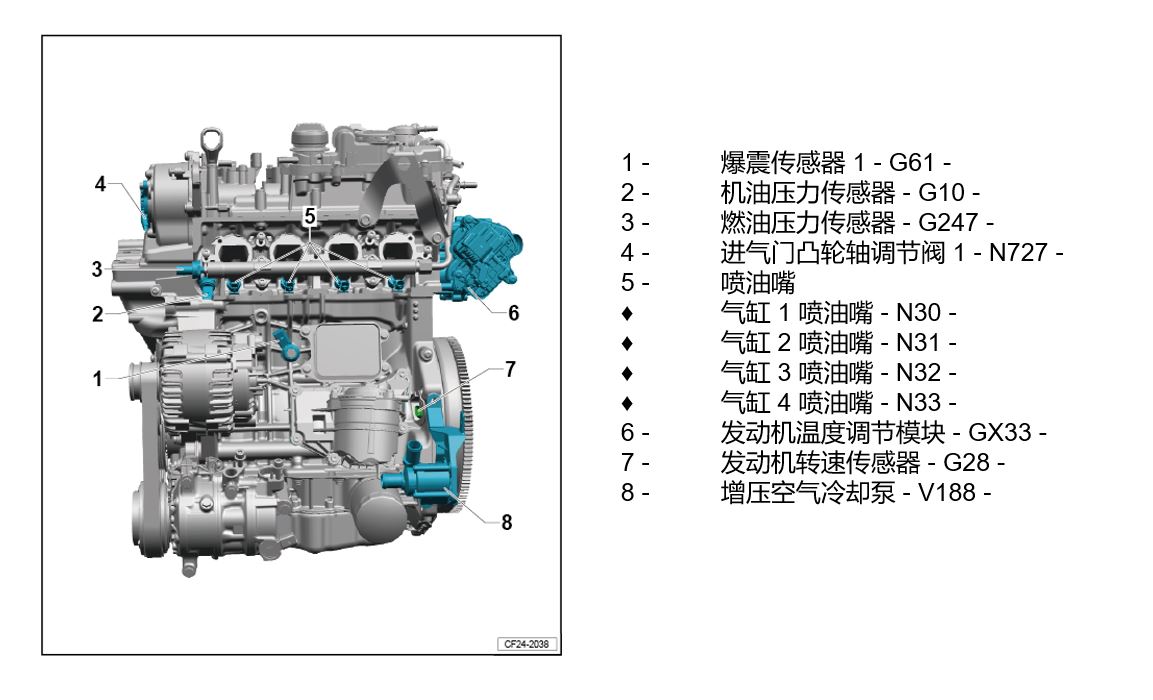 4
5
3
2
6
1
7
8
CF24-2038
1 - 爆震传感器 1 - G61 -
2 - 机油压力传感器 - G10 -
3 - 燃油压力传感器 - G247 -
4 - 进气门凸轮轴调节阀 1 - N727 -
5 - 喷油嘴
♦ 气缸 1 喷油嘴 - N30 -
♦ 气缸 2 喷油嘴 - N31 -
♦ 气缸 3 喷油嘴 - N32 -
♦ 气缸 4 喷油嘴 - N33 -
6 - 发动机温度调节模块 - GX33 -
7 - 发动机转速传感器 - G28 -
8 - 增压空气冷却泵 - V188 -